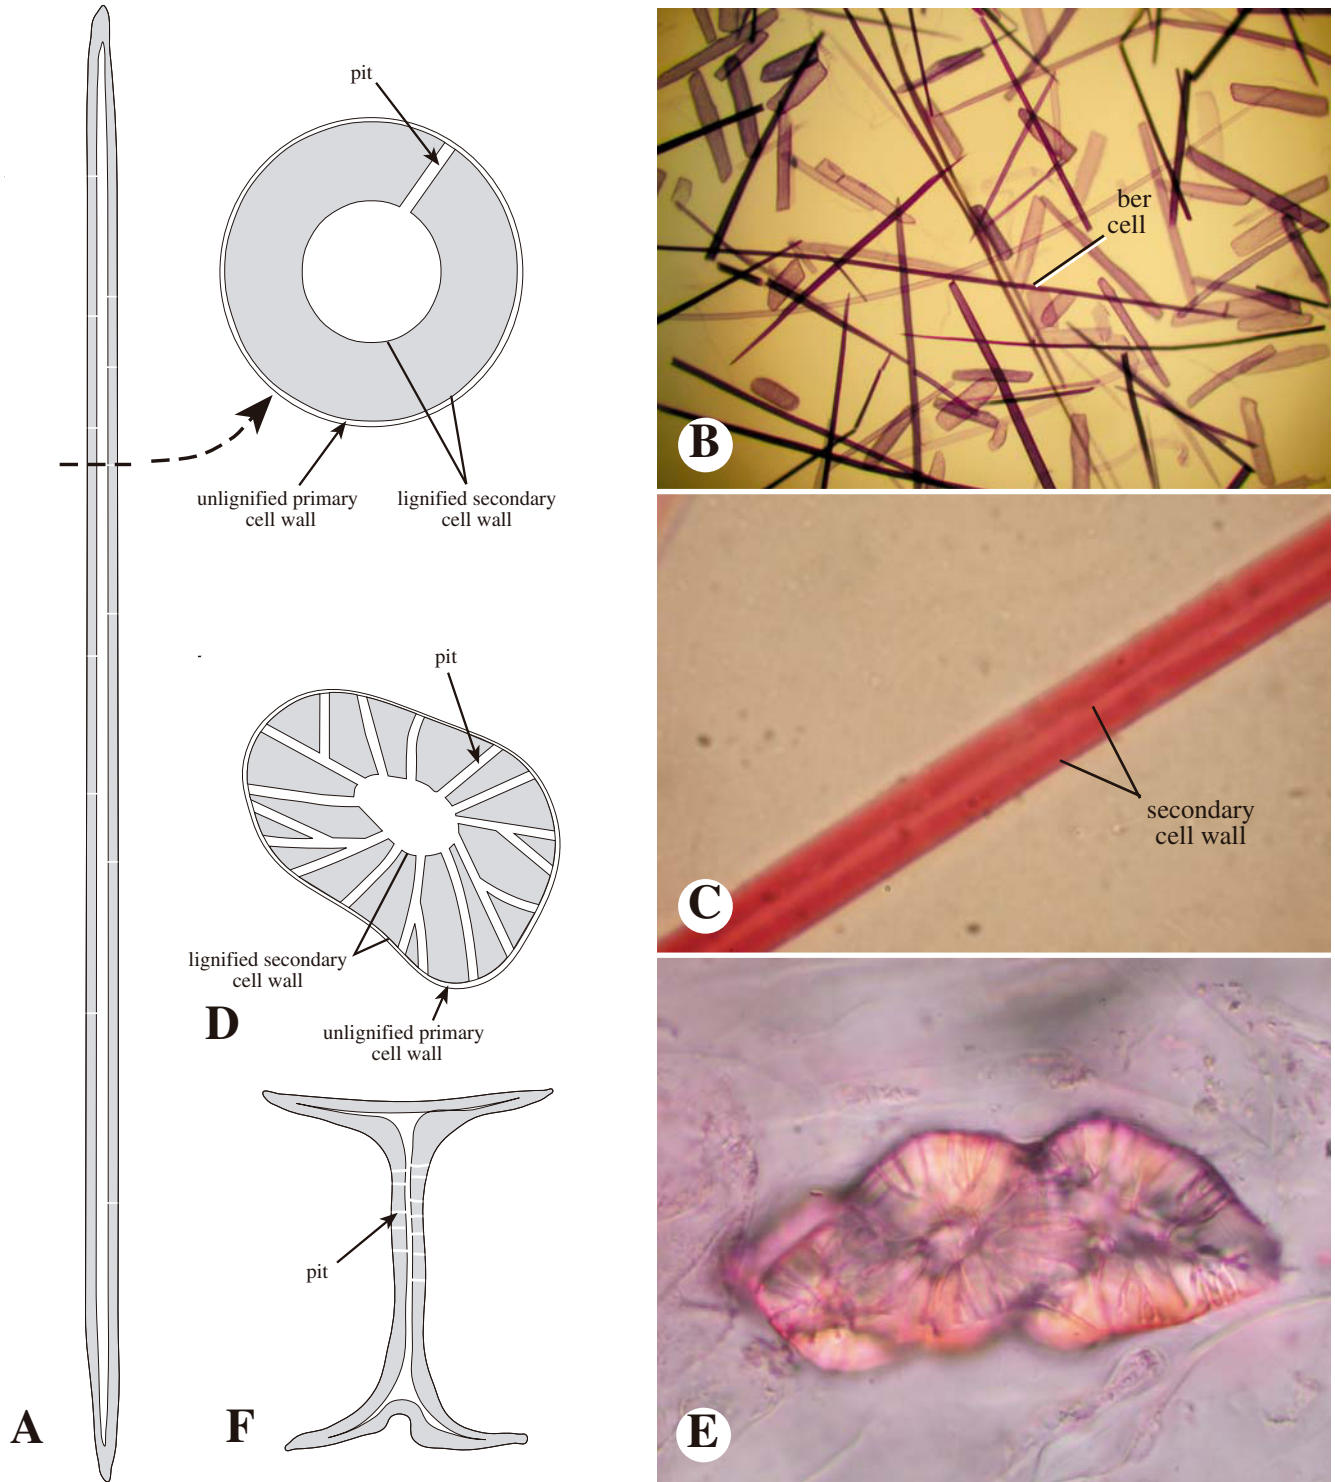 pit
unlignified primary
cell wall
lignified secondary
cell wall
A
pit
lignified secondary
cell wall
D
unlignified primary
cell wall
pit
F
ber
cell
B
secondary
cell wall
C
E